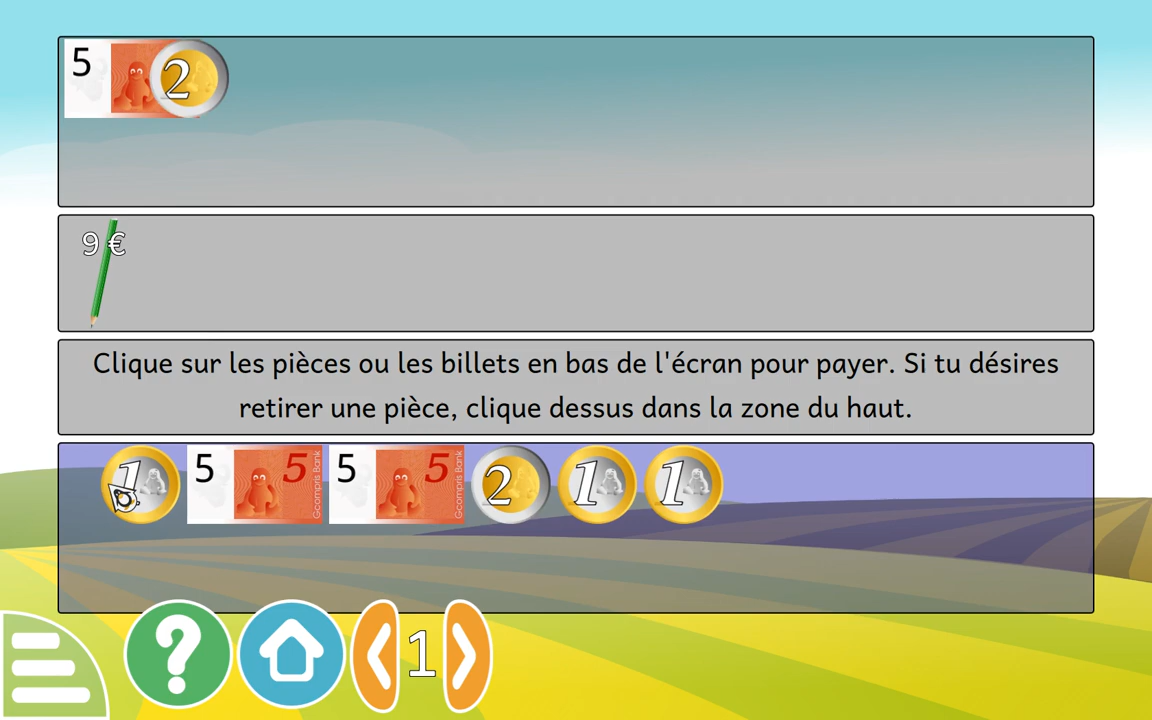 5 2
9 €
Clique sur les pièces ou les billets en bas de l'écran pour payer. Si tu désires
retirer une pièce, clique dessus dans la zone du haut.
1 5 5 Gcompris Bank 5 5 Gcompris Bank 2 1 1
? 1